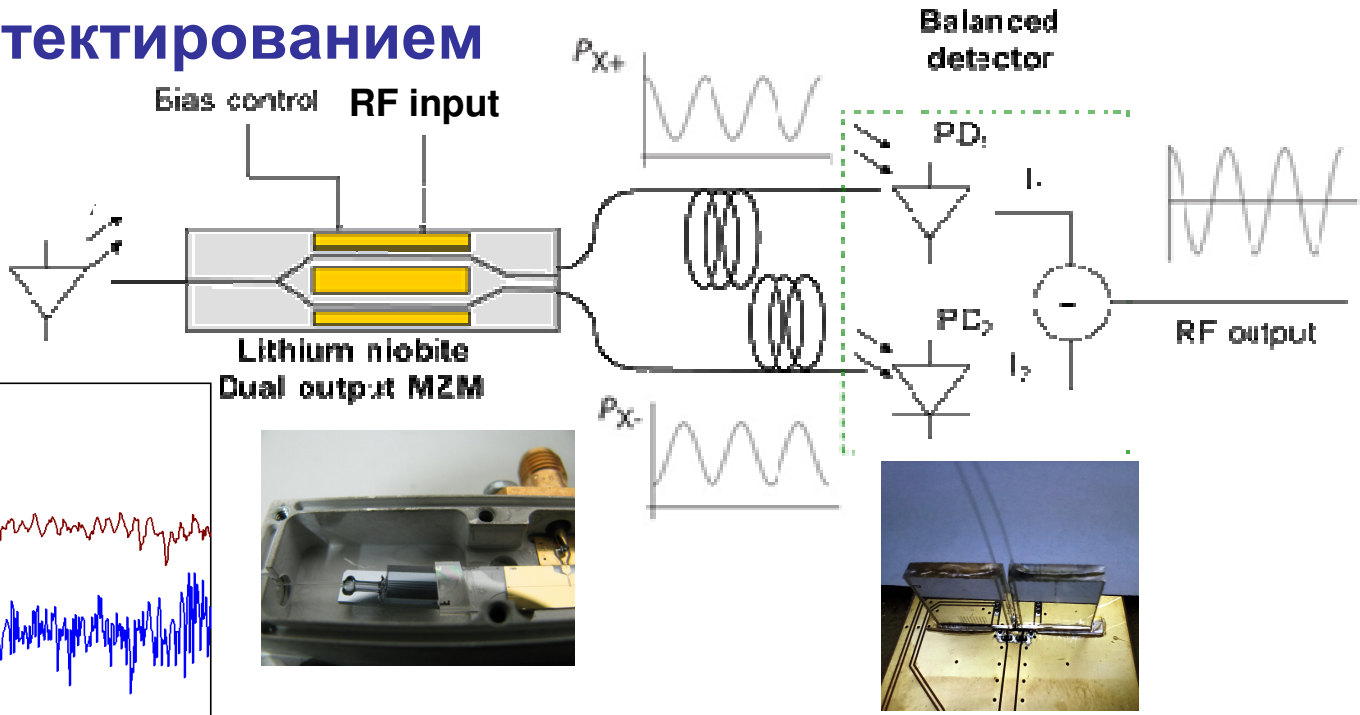 тектированием
Balanced
detector
Bias control
RF input
PX+
PD1
I1
PD2
I2
RF output
Lithium niobite
Dual output MZM
PX-
-